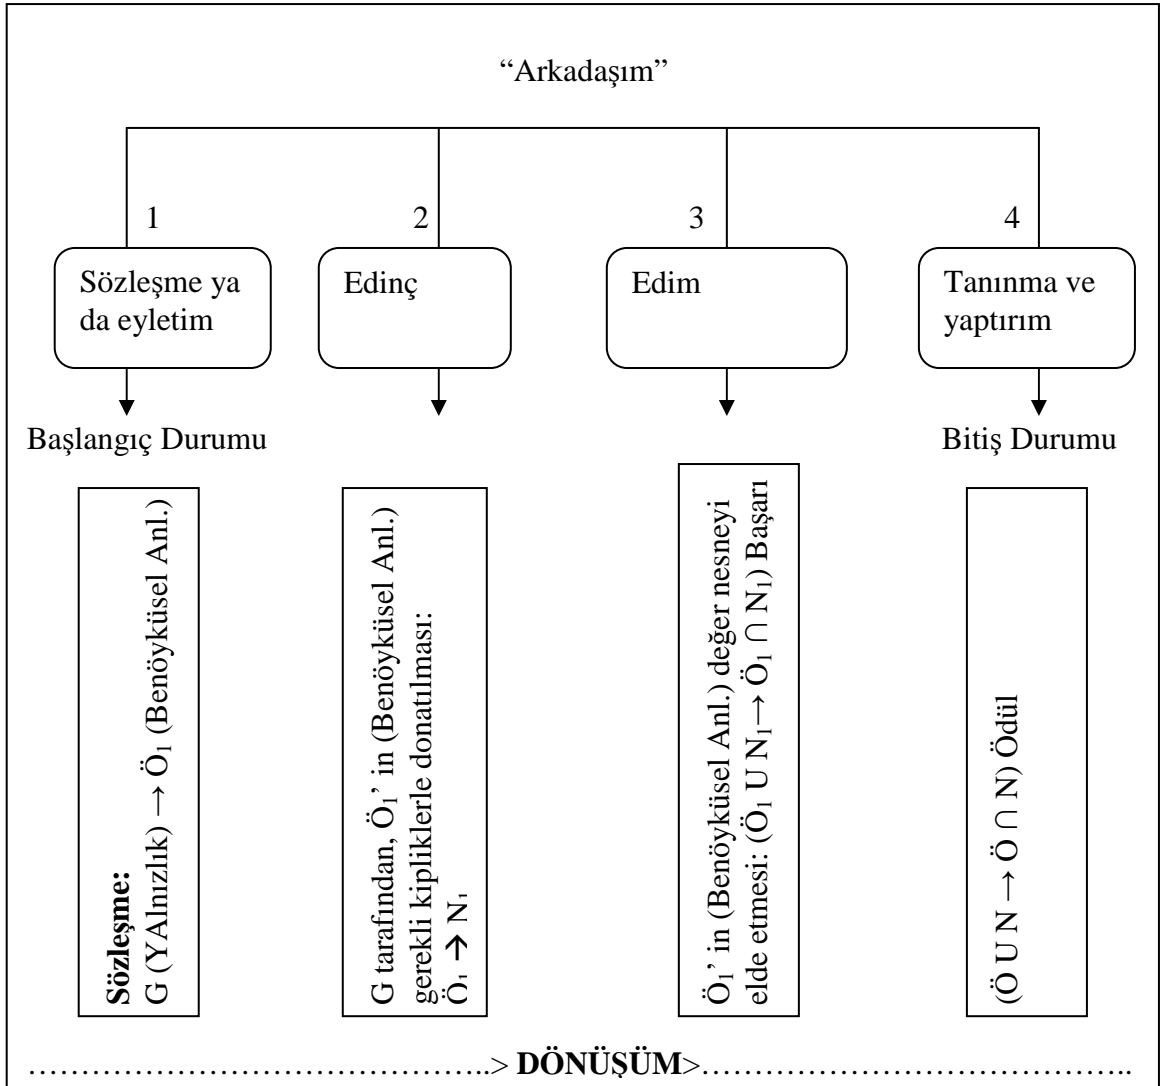 “Arkadaşım”
1
2
3
4
Sözleşme ya
da eyletim
Edinç
Edim
Tanınma ve
yaptırım
Başlangıç Durumu
Bitiş Durumu
Sözleşme:
G (YAlnızlık) → Ö₁ (Benöyküsel Anl.)
G tarafından, Ö₁’ in (Benöyküsel Anl.)
gerekli kipliklerle donatılması:
Ö₁ → N₁
Ö₁’ in (Benöyküsel Anl.) değer nesneyi
elde etmesi: (Ö₁ U N₁→ Ö₁ ∩ N₁) Başarı
(Ö U N → Ö ∩ N) Ödül
……………………………………..> DÖNÜŞÜM>…………………………………………..